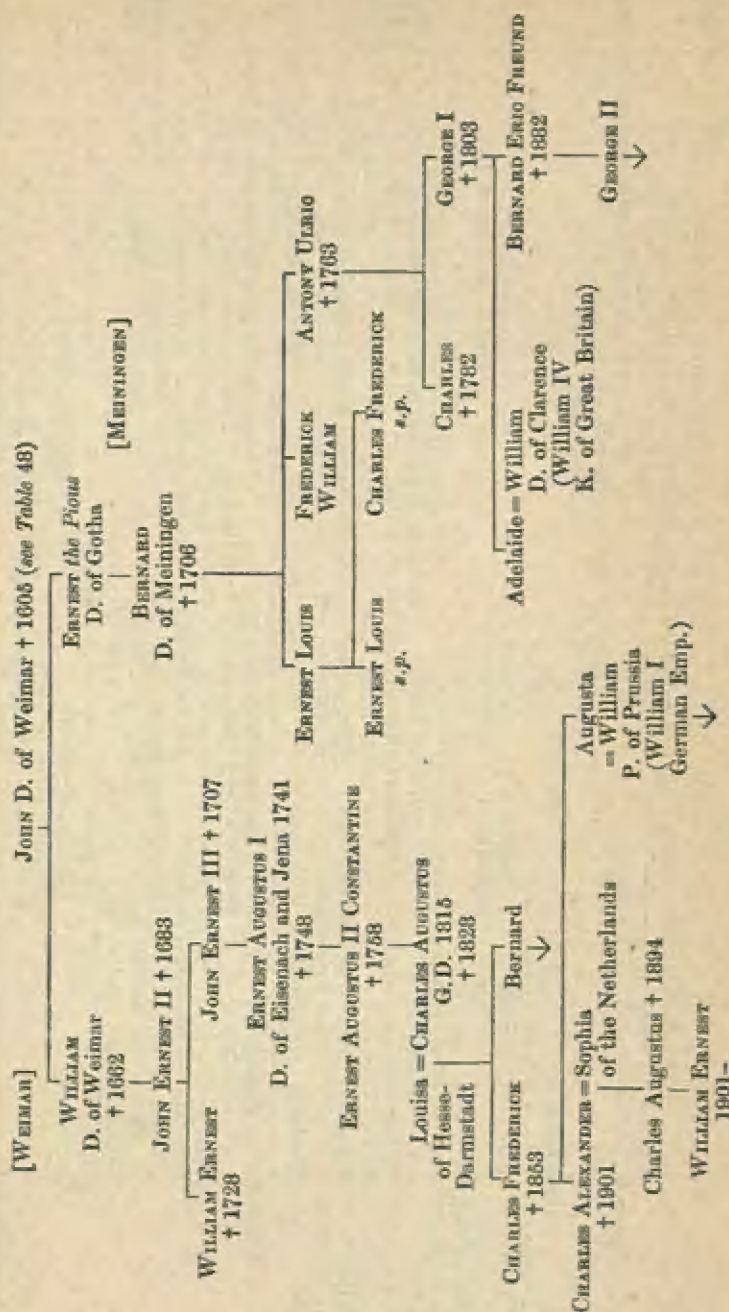 JOHN D. of Weimar † 1605 (see Table 48)
[WEIMAR]
WILLIAM
D. of Weimar
† 1662
JOHN ERNEST II † 1683
WILLIAM ERNEST
† 1728
JOHN ERNEST III † 1707
ERNEST AUGUSTUS I
D. of Eisenach and Jena 1741
† 1748
ERNEST AUGUSTUS II CONSTANTINE
† 1758
Louisa = CHARLES AUGUSTUS
of Hesse-
Darmstadt
G.D. 1815
† 1828
CHARLES FREDERICK
† 1853
Bernard
CHARLES ALEXANDER = Sophia
† 1901
of the Netherlands
Augusta
= William
P. of Prussia
(William I
German Emp.)
Charles Augustus † 1894
WILLIAM ERNEST
1901–
ERNEST the Pious
D. of Gotha
[MEININGEN]
BERNARD
D. of Meiningen
† 1706
ERNEST LOUIS
FREDERICK
WILLIAM
ANTONY ULRIC
† 1763
ERNEST LOUIS
s.p.
CHARLES FREDERICK
s.p.
CHARLES
† 1782
GEORGE I
† 1803
Adelaide = William
D. of Clarence
(William IV
K. of Great Britain)
BERNARD ERIC FREUND
† 1882
GEORGE II